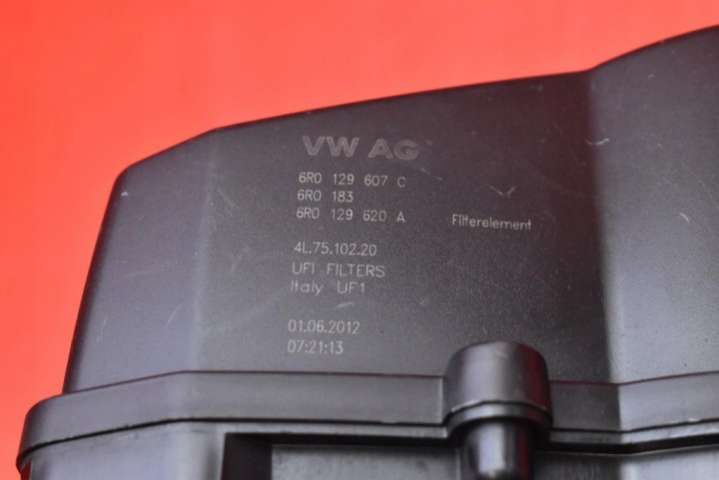 VW AG
6R0 129 607 C
6R0 183
6R0 129 620 A Filterelement
4L.75.102.20
UFI FILTERS
Italy UF1
01.06.2012
07:21:13